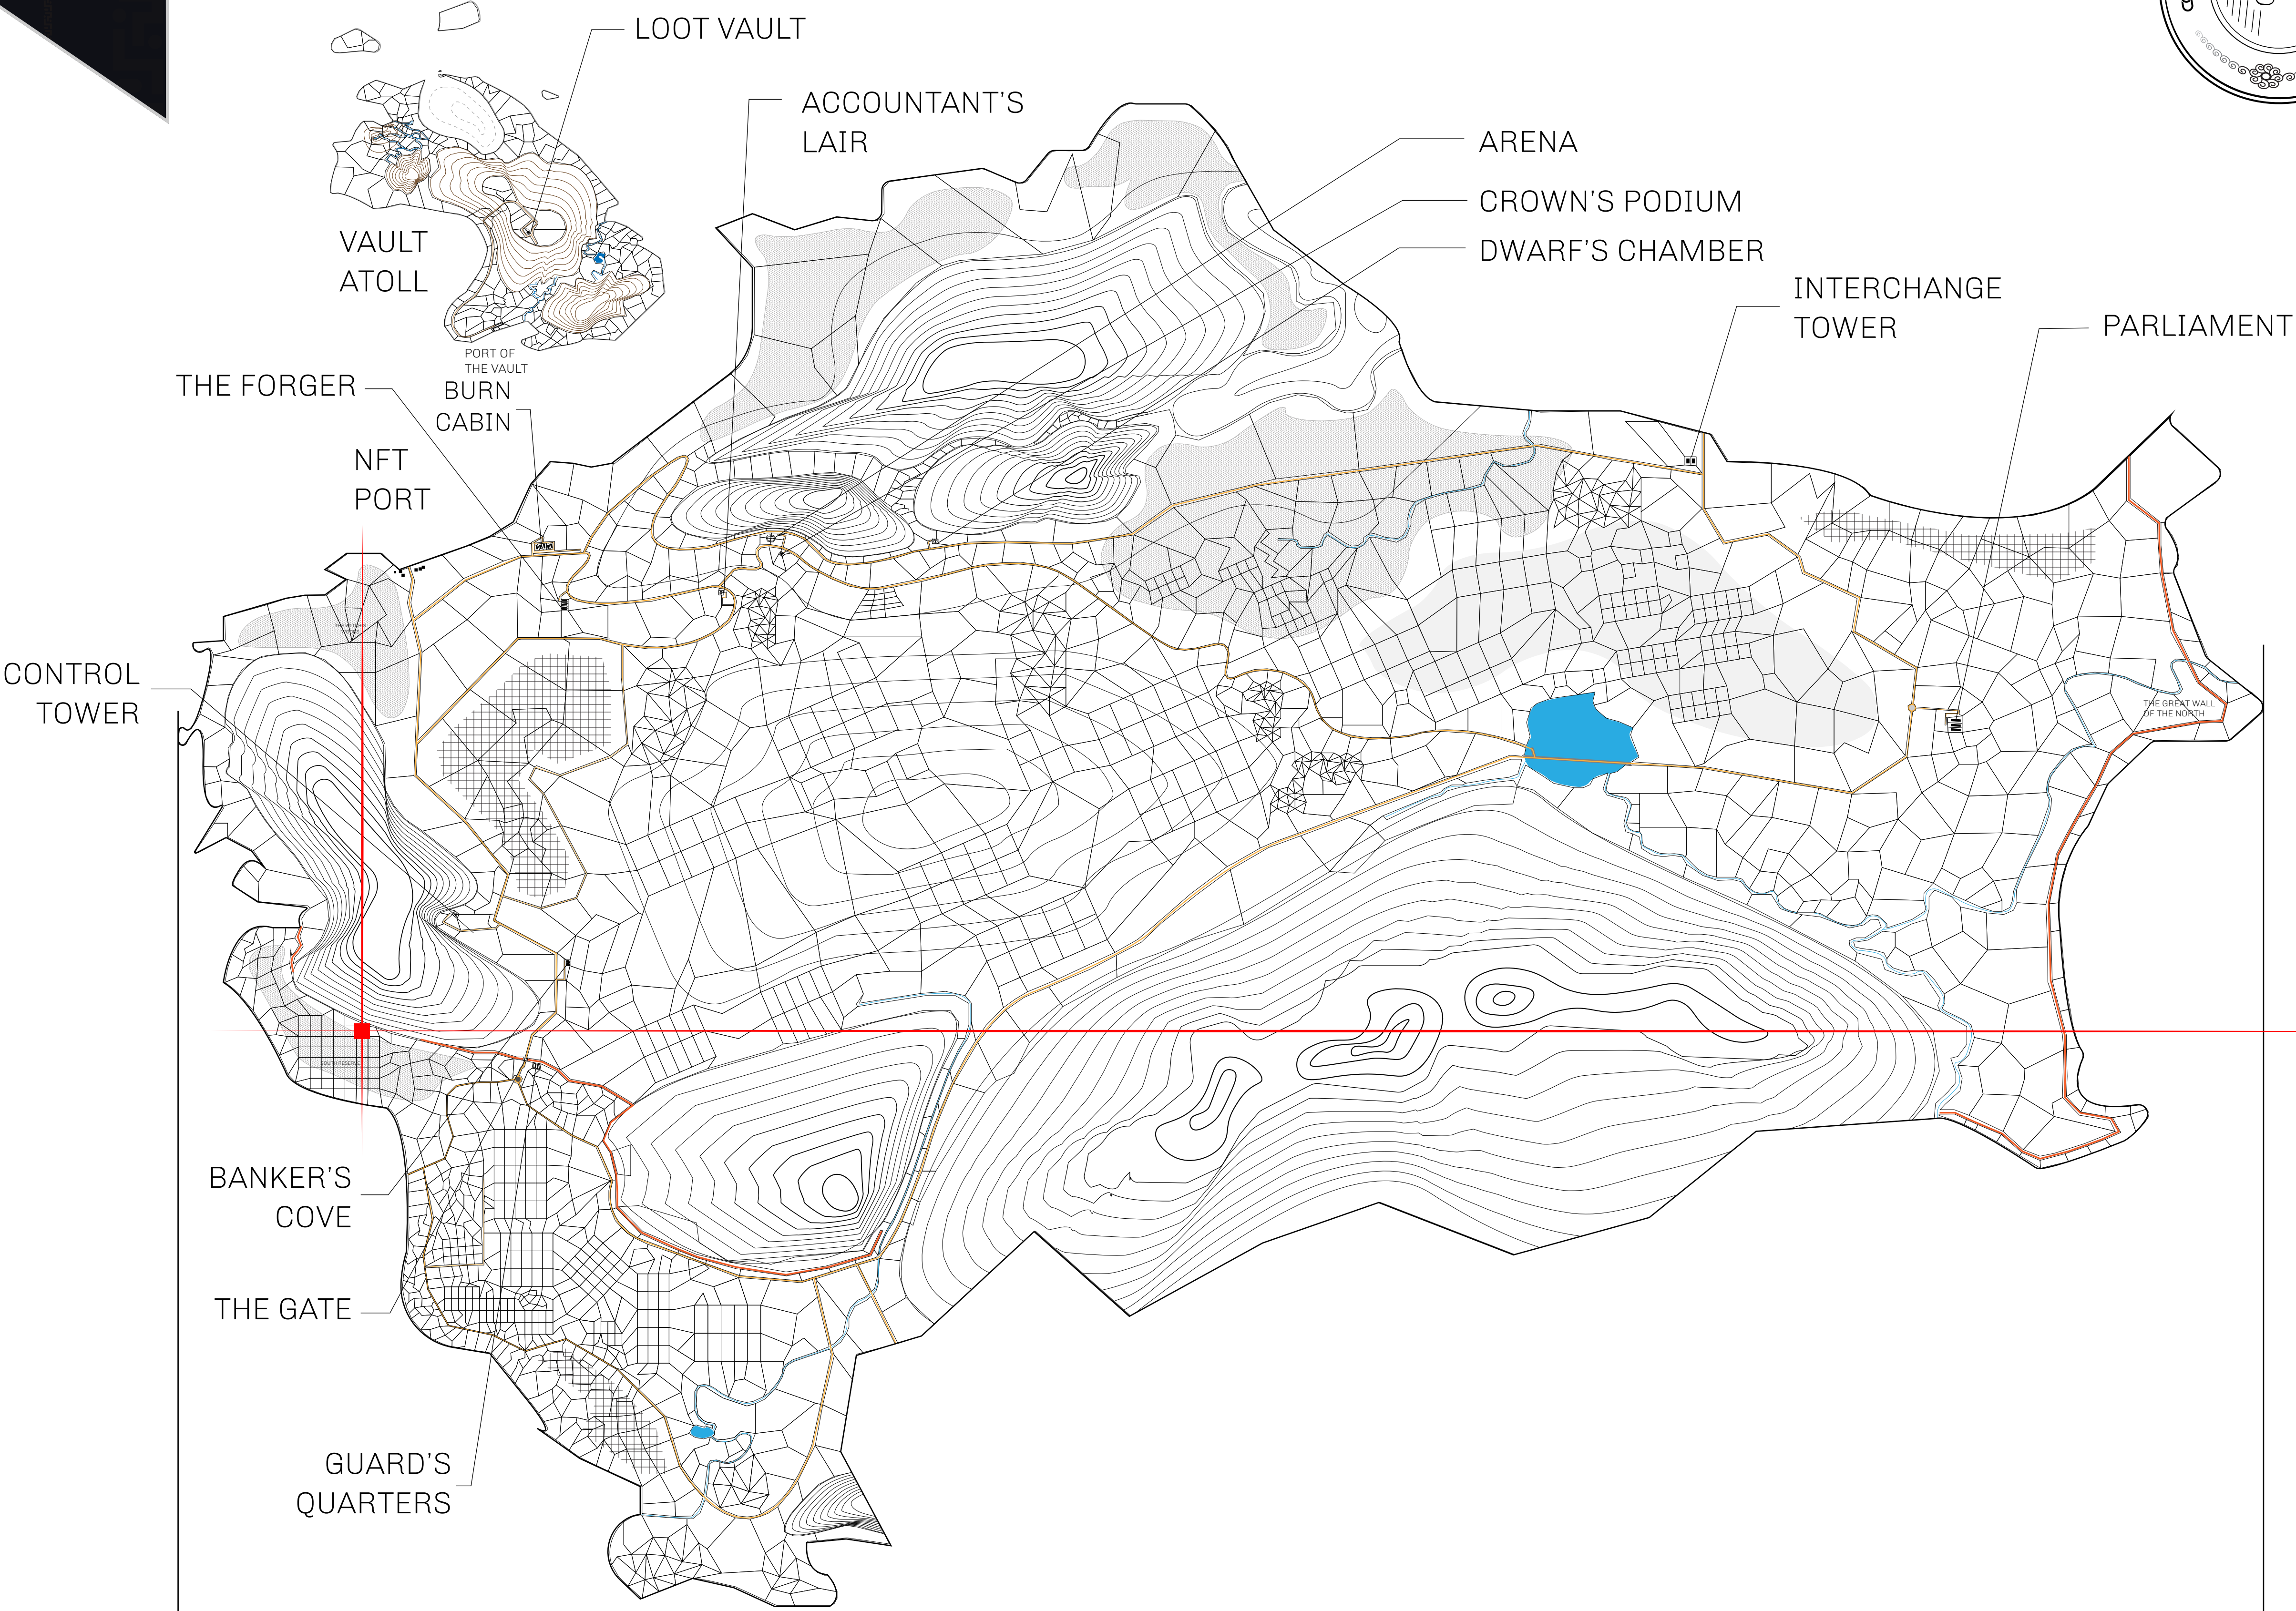 LOOT VAULT
ACCOUNTANT'S
LAIR
ARENA
CROWN'S PODIUM
DWARF'S CHAMBER
VAULT
ATOLL
INTERCHANGE
TOWER
PARLIAMENT
PORT OF
THE VAULT
THE FORGER
BURN
CABIN
NFT
PORT
CONTROL
TOWER
THE GREAT WALL
OF THE NORTH
SOUTH RESERVE
BANKER'S
COVE
THE GATE
GUARD'S
QUARTERS